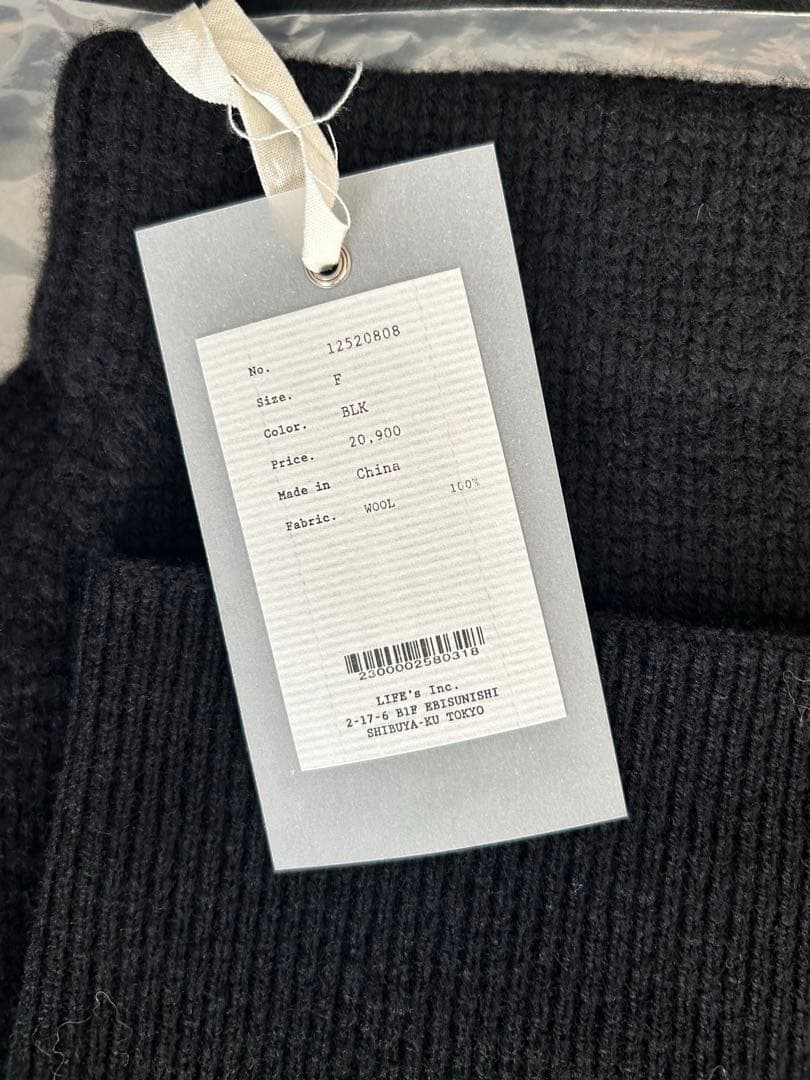 No. 12520808
Size. F
Color. BLK
Price. 20,900
Made in China
Fabric. WOOL 100%
2300002580318
LIFE's Inc.
2-17-6 B1F EBISUNISHI
SHIBUYA-KU TOKYO